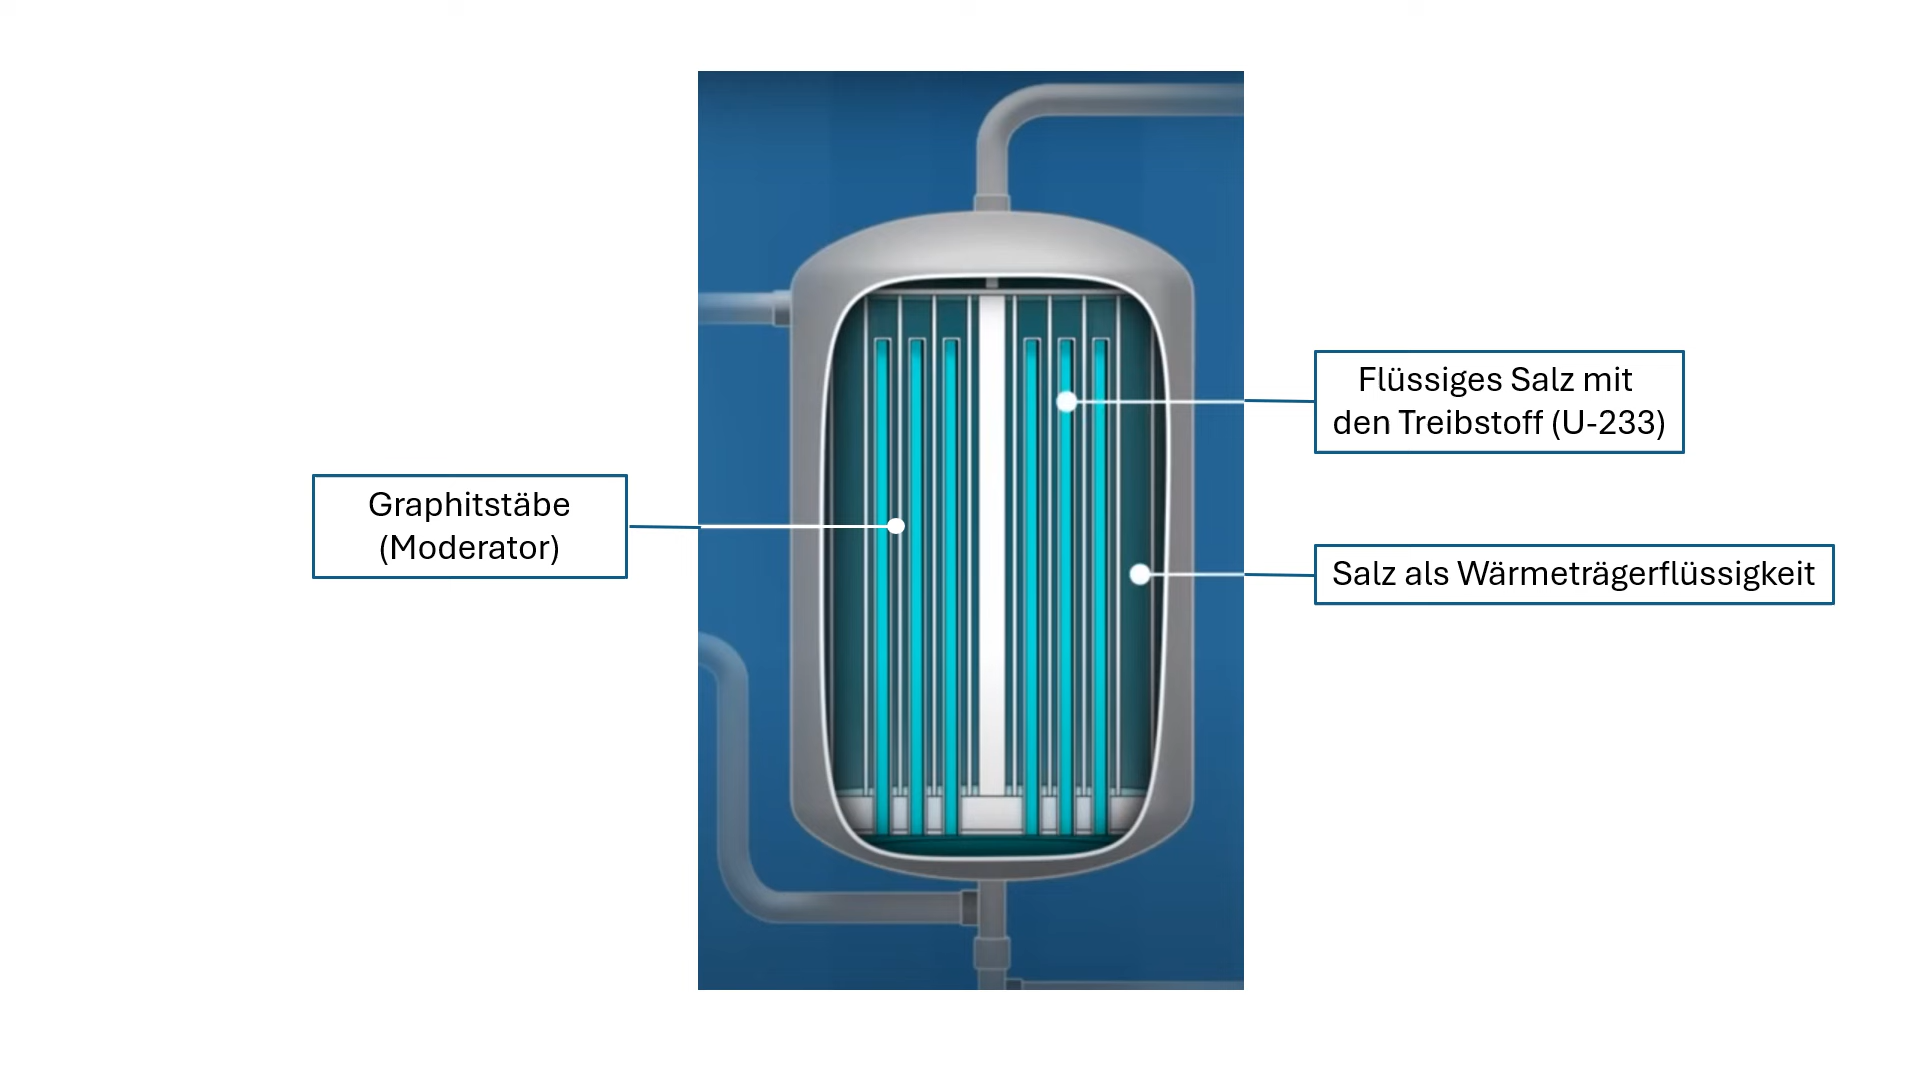 Flüssiges Salz mit
den Treibstoff (U-233)
Graphitstäbe
(Moderator)
Salz als Wärmeträgerflüssigkeit